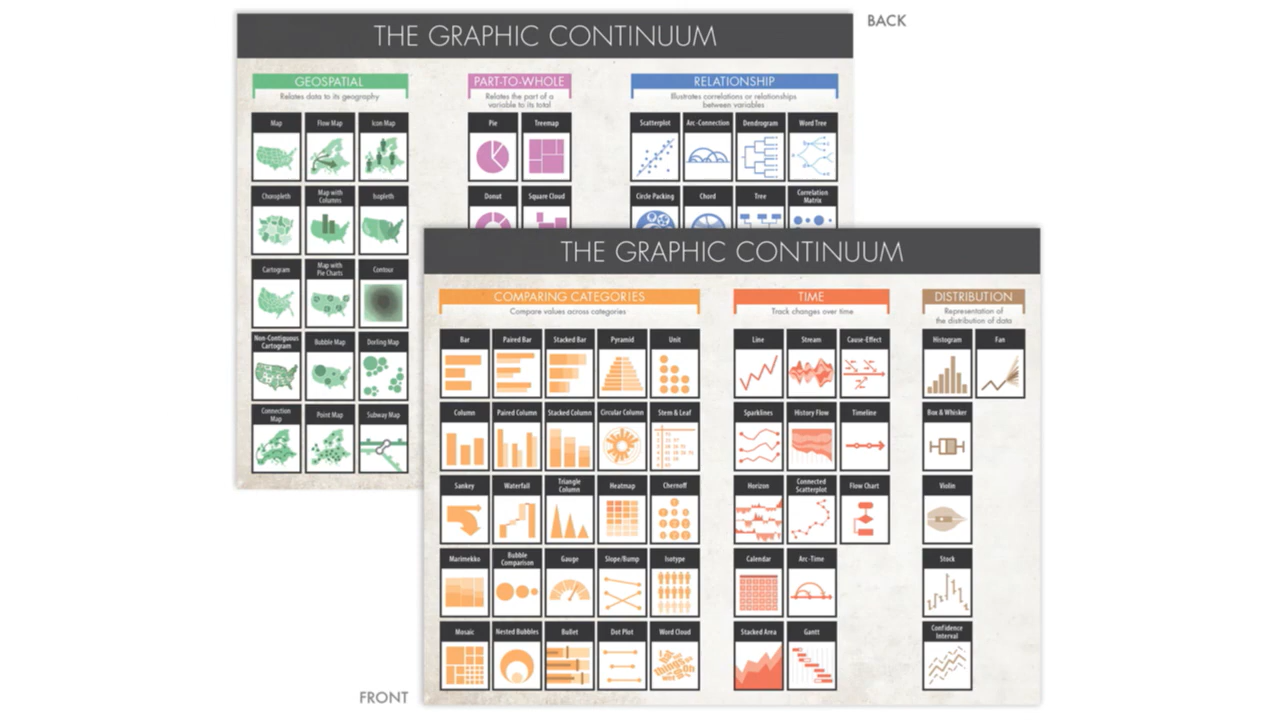 BACK
THE GRAPHIC CONTINUUM
GEOSPATIAL
Relates data to its geography
Map
Flow Map
Icon Map
Choropleth
Map with
Columns
Isopleth
Cartogram
Map with
Pie Charts
Contour
Non-Contiguous
Cartogram
Bubble Map
Dorling Map
Connection
Map
Point Map
Subway Map
PART-TO-WHOLE
Relates the part of a
variable to its total
Pie
Treemap
Donut
Square Cloud
RELATIONSHIP
Illustrates correlations or relationships
between variables
Scatterplot
Arc-Connection
Dendrogram
Word Tree
Circle Packing
Chord
Tree
Correlation
Matrix
THE GRAPHIC CONTINUUM
COMPARING CATEGORIES
Compare values across categories
Bar
Paired Bar
Stacked Bar
Pyramid
Unit
Column
Paired Column
Stacked Column
Circular Column
Stem & Leaf
Sankey
Waterfall
Triangle
Column
Heatmap
Chernoff
Marimekko
Bubble
Comparison
Gauge
Slope/Bump
Isotype
Mosaic
Nested Bubbles
Bullet
Dot Plot
Word Cloud
TIME
Track changes over time
Line
Stream
Cause-Effect
Sparklines
History Flow
Timeline
Horizon
Connected
Scatterplot
Flow Chart
Calendar
Arc-Time
Stacked Area
Gantt
DISTRIBUTION
Representation of
the distribution of data
Histogram
Fan
Box & Whisker
Violin
Stock
Confidence
Interval
FRONT